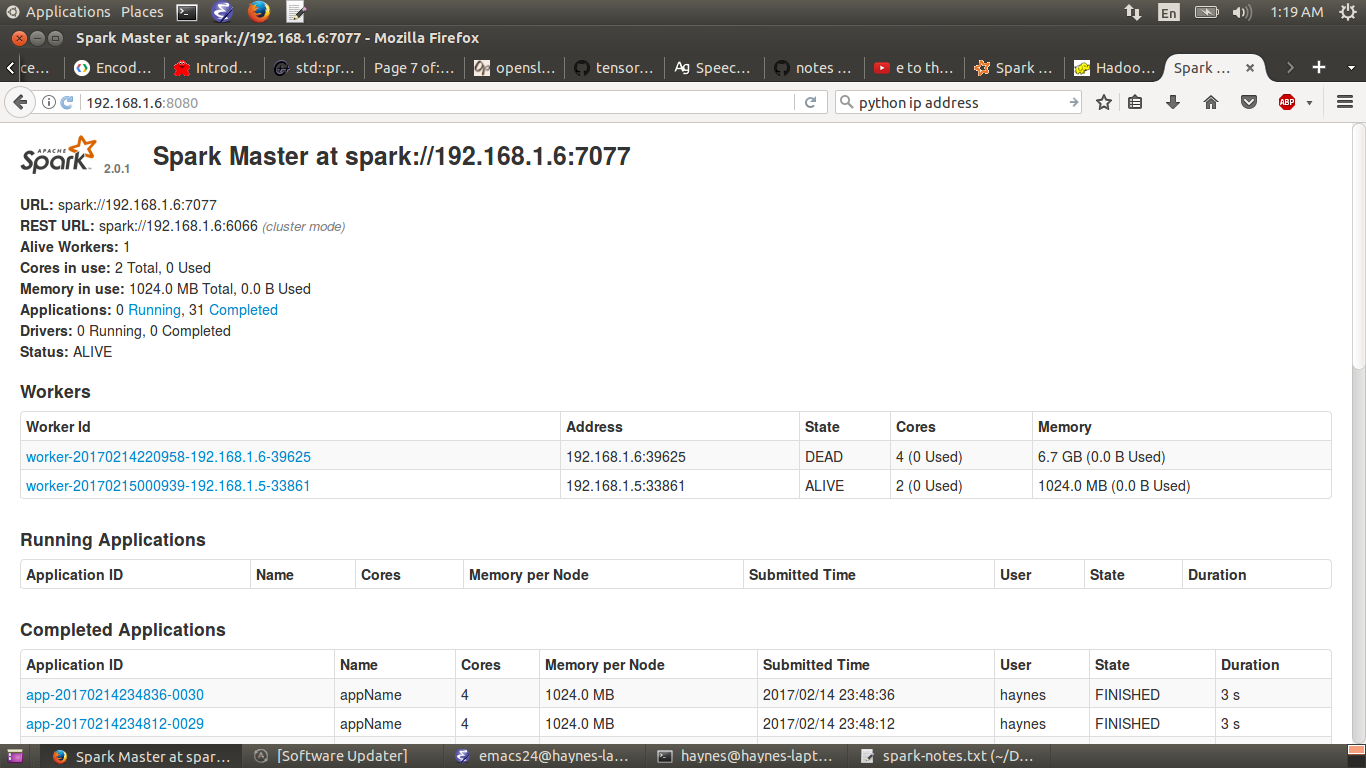 Applications Places En 1:19 AM
Spark Master at spark://192.168.1.6:7077 - Mozilla Firefox
ce... Encod... Introd... std::pr... Page 7 of:... opensl... tensor... Speec... notes ... e to th... Spark ... Hadoo... Spark ...
192.168.1.6:8080 python ip address ABP
APACHE Spark 2.0.1 Spark Master at spark://192.168.1.6:7077
URL: spark://192.168.1.6:7077
REST URL: spark://192.168.1.6:6066 (cluster mode)
Alive Workers: 1
Cores in use: 2 Total, 0 Used
Memory in use: 1024.0 MB Total, 0.0 B Used
Applications: 0 Running, 31 Completed
Drivers: 0 Running, 0 Completed
Status: ALIVE
Workers
Worker Id Address State Cores Memory
worker-20170214220958-192.168.1.6-39625 192.168.1.6:39625 DEAD 4 (0 Used) 6.7 GB (0.0 B Used)
worker-20170215000939-192.168.1.5-33861 192.168.1.5:33861 ALIVE 2 (0 Used) 1024.0 MB (0.0 B Used)
Running Applications
Application ID Name Cores Memory per Node Submitted Time User State Duration
Completed Applications
Application ID Name Cores Memory per Node Submitted Time User State Duration
app-20170214234836-0030 appName 4 1024.0 MB 2017/02/14 23:48:36 haynes FINISHED 3 s
app-20170214234812-0029 appName 4 1024.0 MB 2017/02/14 23:48:12 haynes FINISHED 3 s
Spark Master at spar... [Software Updater] emacs24@haynes-la... haynes@haynes-lapt... spark-notes.txt (~/D...